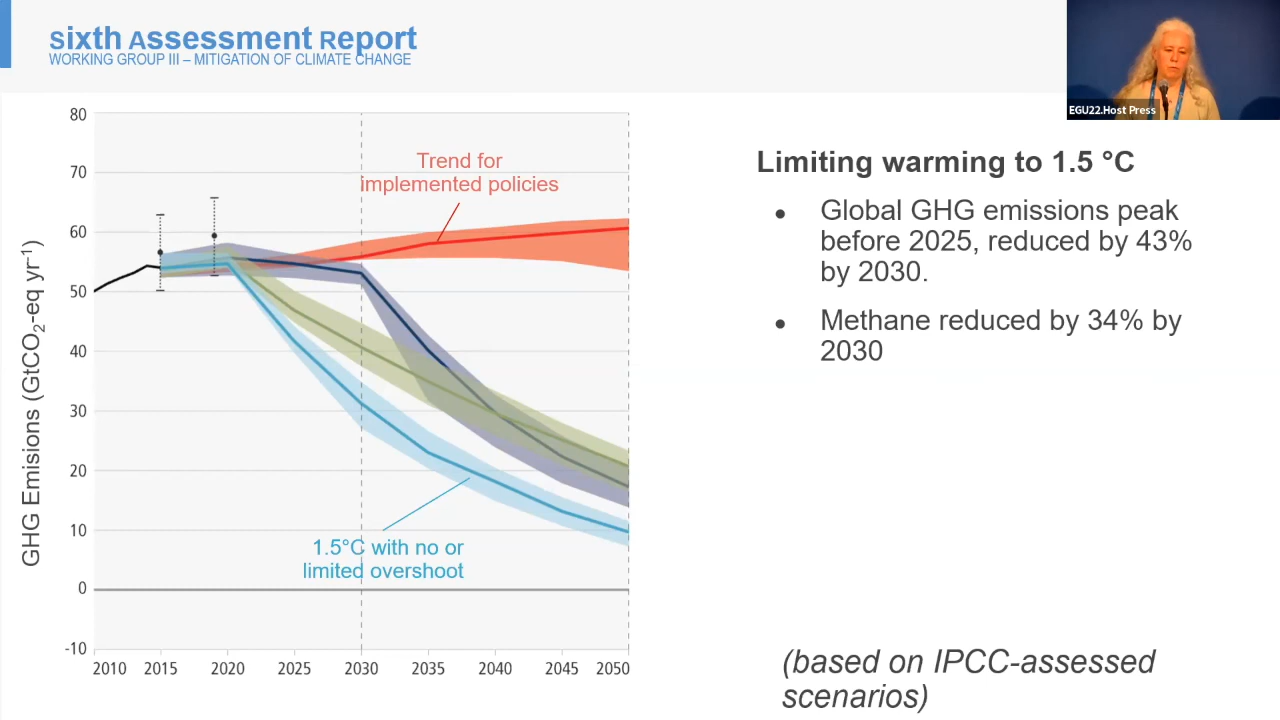 Sixth Assessment Report
WORKING GROUP III – MITIGATION OF CLIMATE CHANGE
EGU22.Host Press
GHG Emissions (GtCO₂-eq yr⁻¹)
80
70
60
50
40
30
20
10
0
-10
2010 2015 2020 2025 2030 2035 2040 2045 2050
Trend for
implemented policies
1.5°C with no or
limited overshoot
Limiting warming to 1.5 °C
● Global GHG emissions peak
before 2025, reduced by 43%
by 2030.
● Methane reduced by 34% by
2030
(based on IPCC-assessed
scenarios)